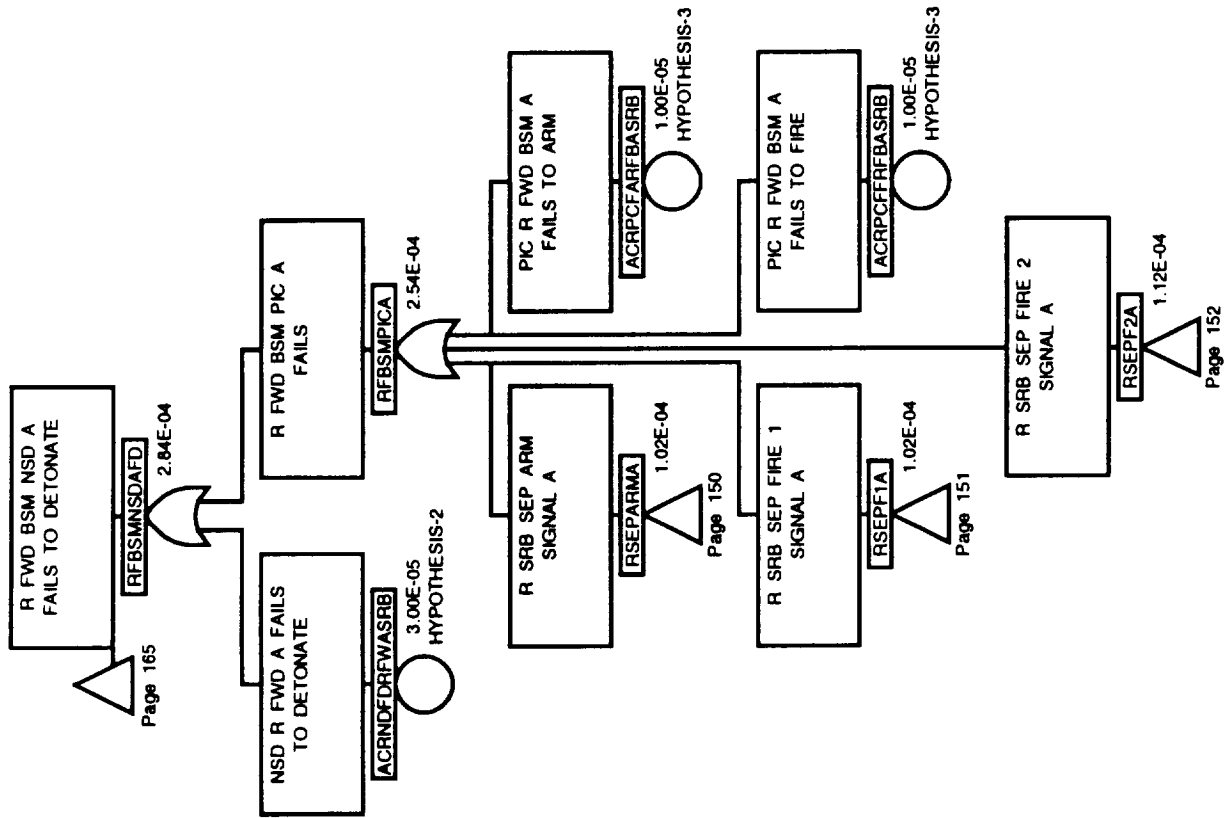 R FWD BSM NSD A
FAILS TO DETONATE
RFBSMNSDAFD
2.84E-04
Page 165
NSD R FWD A FAILS
TO DETONATE
ACRNDFDRFWASRB
3.00E-05
HYPOTHESIS-2
R FWD BSM PIC A
FAILS
RFBSMPICA
2.54E-04
R SRB SEP ARM
SIGNAL A
RSEPARMA
1.02E-04
Page 150
PIC R FWD BSM A
FAILS TO ARM
ACRPCFARFBASRB
1.00E-05
HYPOTHESIS-3
R SRB SEP FIRE 1
SIGNAL A
RSEPF1A
1.02E-04
Page 151
PIC R FWD BSM A
FAILS TO FIRE
ACRPCFFRFBASRB
1.00E-05
HYPOTHESIS-3
R SRB SEP FIRE 2
SIGNAL A
RSEPF2A
1.12E-04
Page 152